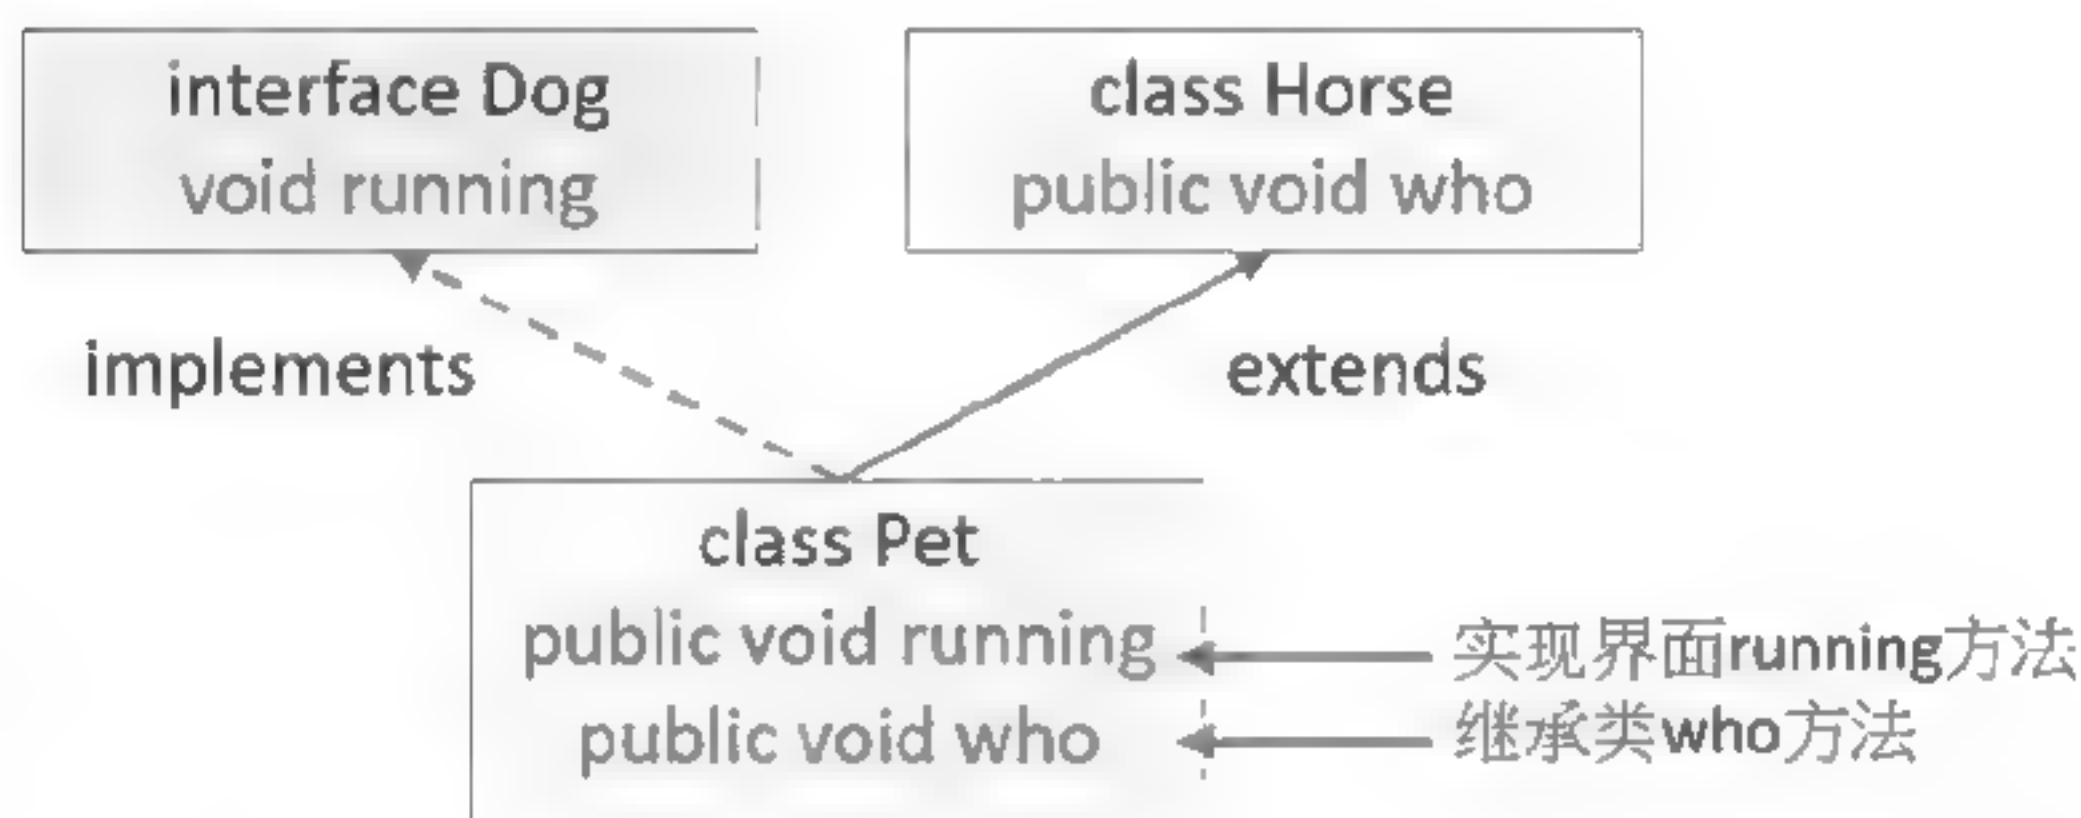 interface Dog
void running
class Horse
public void who
implements
extends
class Pet
public void running
public void who
实现界面running方法
继承类who方法